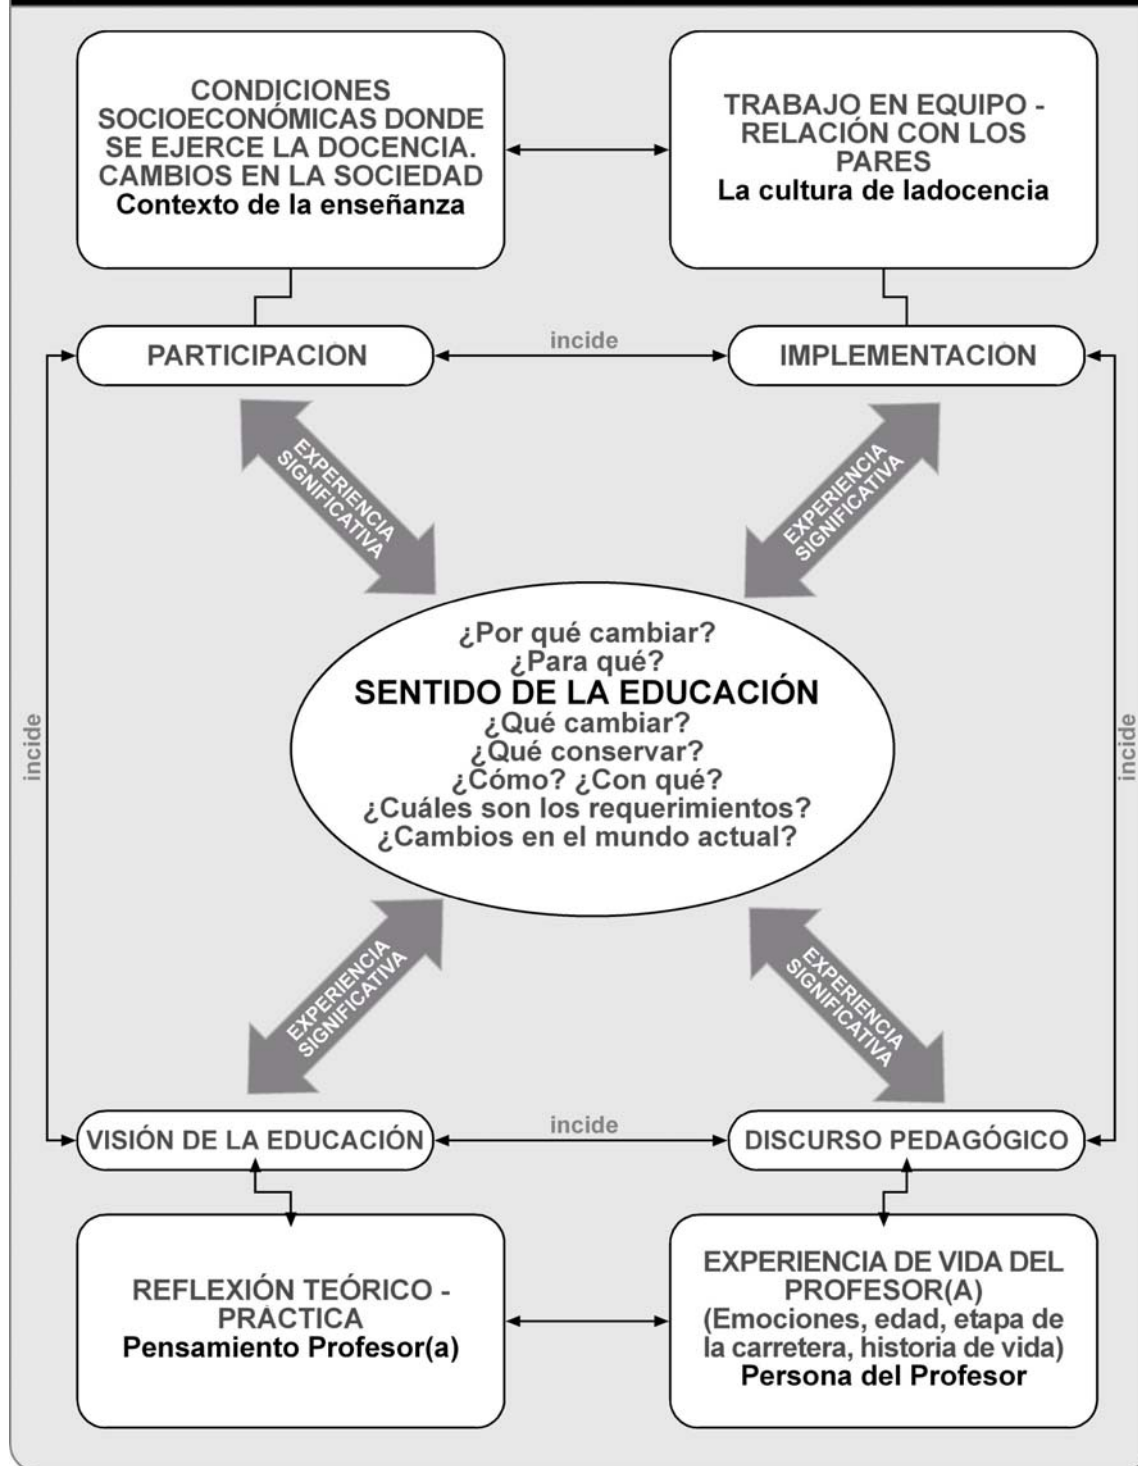 CONDICIONES
SOCIOECONÓMICAS DONDE
SE EJERCE LA DOCENCIA.
CAMBIOS EN LA SOCIEDAD
Contexto de la enseñanza
TRABAJO EN EQUIPO -
RELACIÓN CON LOS
PARES
La cultura de ladocencia
PARTICIPACIÓN
incide
IMPLEMENTACIÓN
EXPERIENCIA
SIGNIFICATIVA
EXPERIENCIA
SIGNIFICATIVA
¿Por qué cambiar?
¿Para qué?
SENTIDO DE LA EDUCACIÓN
¿Qué cambiar?
¿Qué conservar?
¿Cómo? ¿Con qué?
¿Cuáles son los requerimientos?
¿Cambios en el mundo actual?
incide
incide
EXPERIENCIA
SIGNIFICATIVA
EXPERIENCIA
SIGNIFICATIVA
VISIÓN DE LA EDUCACIÓN
incide
DISCURSO PEDAGÓGICO
REFLEXIÓN TEÓRICO -
PRÁCTICA
Pensamiento Profesor(a)
EXPERIENCIA DE VIDA DEL
PROFESOR(A)
(Emociones, edad, etapa de
la carretera, historia de vida)
Persona del Profesor